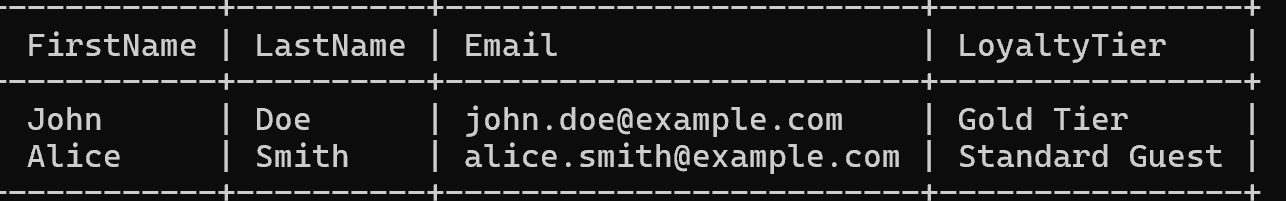 FirstName | LastName | Email | LoyaltyTier |
John | Doe | john.doe@example.com | Gold Tier |
Alice | Smith | alice.smith@example.com | Standard Guest |